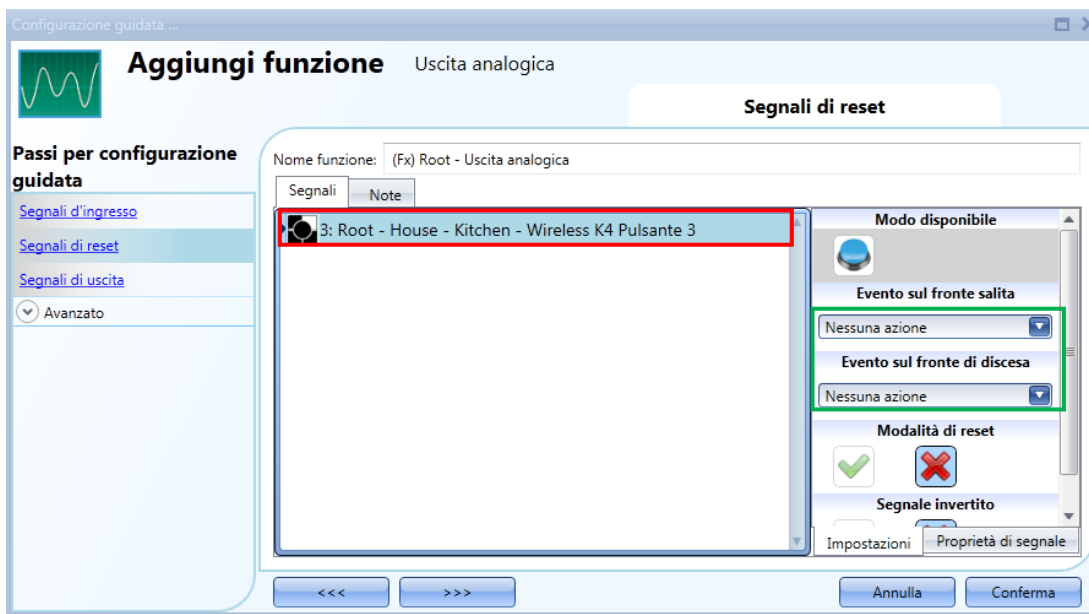 Configurazione guidata ...
Aggiungi funzione Uscita analogica
Segnali di reset
Passi per configurazione
guidata
Segnali d'ingresso
Segnali di reset
Segnali di uscita
Avanzato
Nome funzione: (Fx) Root - Uscita analogica
Segnali Note
3: Root - House - Kitchen - Wireless K4 Pulsante 3
Modo disponibile
Evento sul fronte salita
Nessuna azione
Evento sul fronte di discesa
Nessuna azione
Modalità di reset
Segnale invertito
Impostazioni Proprietà di segnale
<<< >>> Annulla Conferma